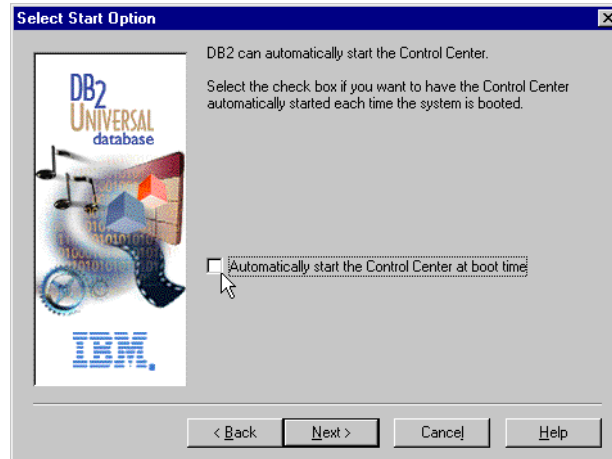 Select Start Option
DB2 can automatically start the Control Center.
Select the check box if you want to have the Control Center
automatically started each time the system is booted.
DB2
UNIVERSAL
database
Automatically start the Control Center at boot time
IBM.
< Back
Next >
Cancel
Help